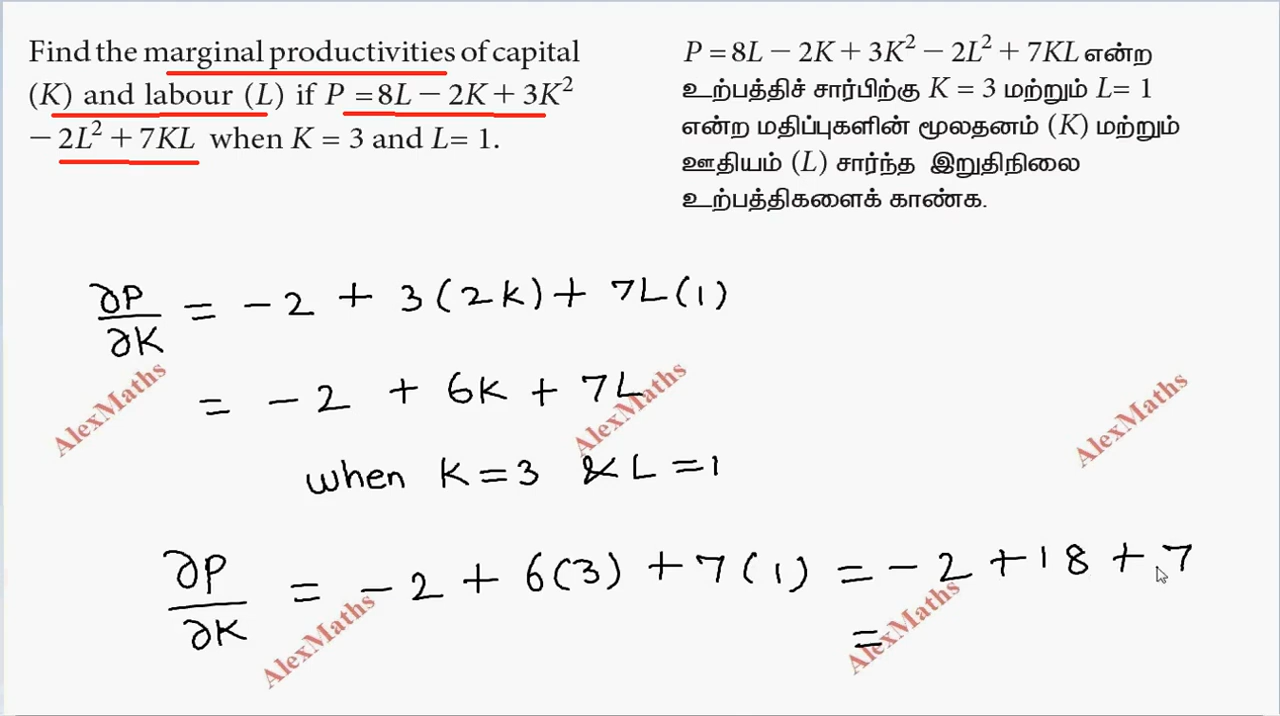 Find the marginal productivities of capital
(K) and labour (L) if P = 8L − 2K + 3K²
− 2L² + 7KL when K = 3 and L= 1.
P = 8L − 2K + 3K² − 2L² + 7KL என்ற
உற்பத்திச் சார்பிற்கு K = 3 மற்றும் L= 1
என்ற மதிப்புகளின் மூலதனம் (K) மற்றும்
ஊதியம் (L) சார்ந்த இறுதிநிலை
உற்பத்திகளைக் காண்க.
∂P/∂K = −2 + 3(2K) + 7L(1)
= −2 + 6K + 7L
when K = 3 & L = 1
∂P/∂K = −2 + 6(3) + 7(1) = −2 + 18 + 7
=
AlexMaths
AlexMaths
AlexMaths
AlexMaths
AlexMaths